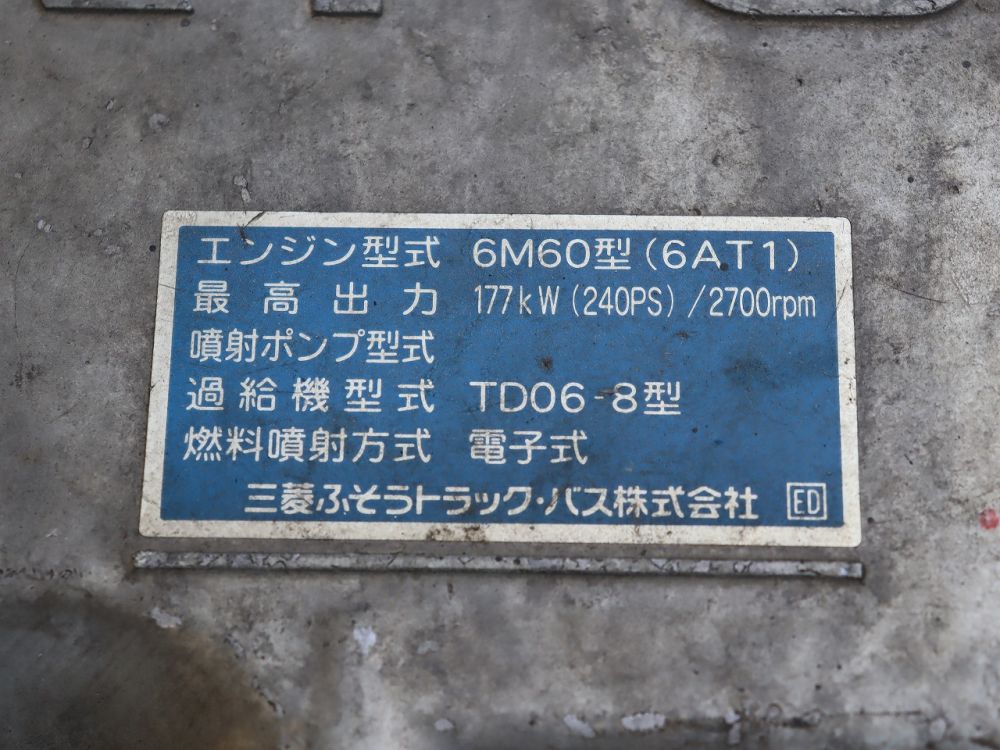 エンジン型式 6M60型(6AT1)
最高出力 177kW(240PS)/2700rpm
噴射ポンプ型式
過給機型式 TD06-8型
燃料噴射方式 電子式
三菱ふそうトラック・バス株式会社 ED